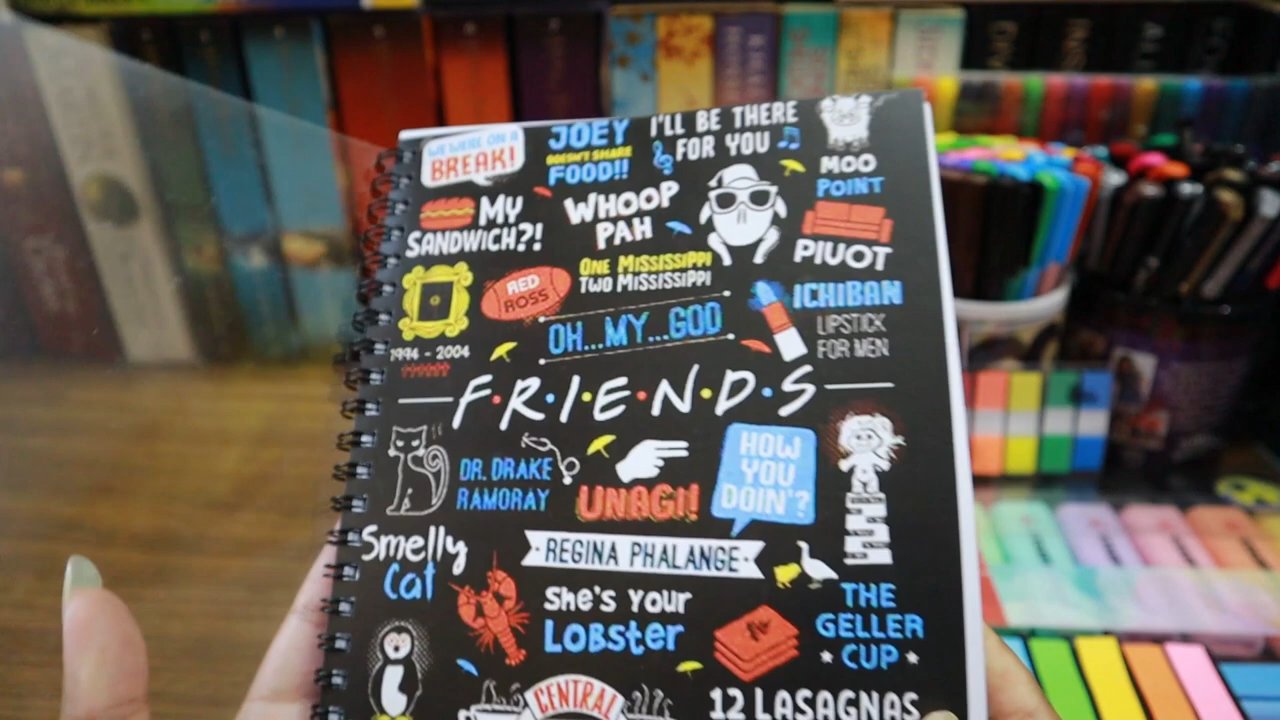 WE WERE ON A
BREAK!
JOEY
DOESN'T SHARE
FOOD!!
I'LL BE THERE
FOR YOU
MOO
POINT
MY
SANDWICH?!
WHOOP
PAH
PIVOT
RED
ROSS
ONE MISSISSIPPI
TWO MISSISSIPPI
OH...MY...GOD
ICHIBAN
LIPSTICK
FOR MEN
1994 - 2004
F•R•I•E•N•D•S
DR. DRAKE
RAMORAY
UNAGI!
HOW
YOU
DOIN'?
Smelly
Cat
REGINA PHALANGE
SHE'S YOUR
LOBSTER
THE
GELLER
CUP
CENTRAL
12 LASAGNAS